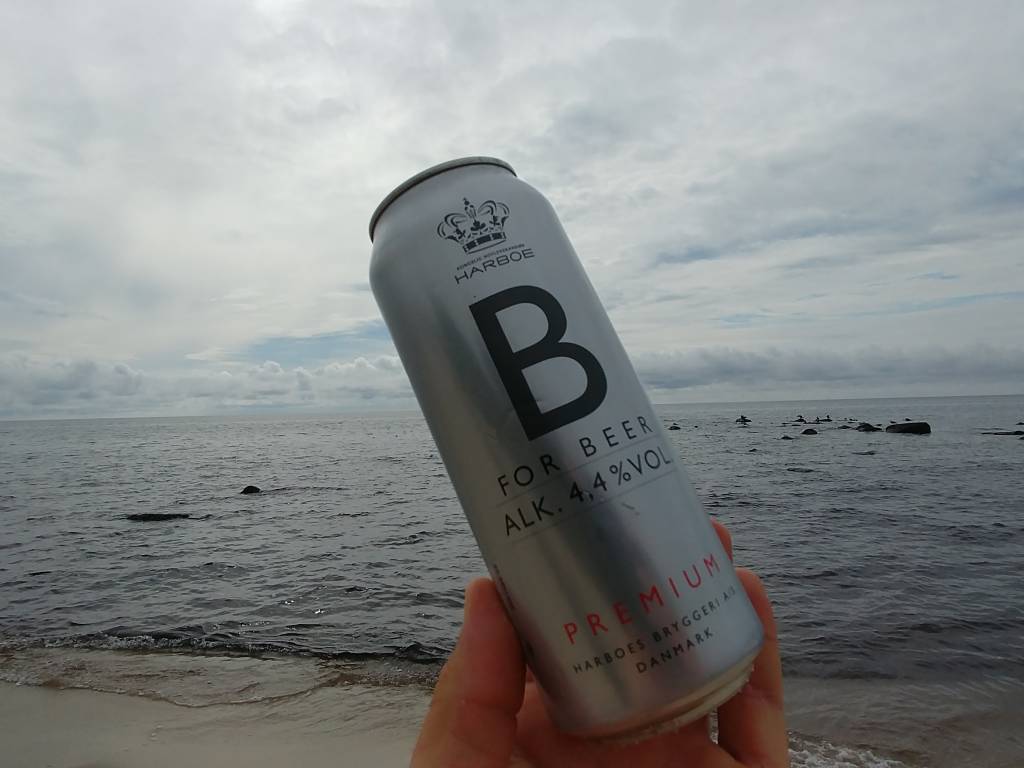 HARBOE
B
FOR BEER
ALK. 4,4%VOL
PREMIUM
HARBOES BRYGGERI A/S
DANMARK